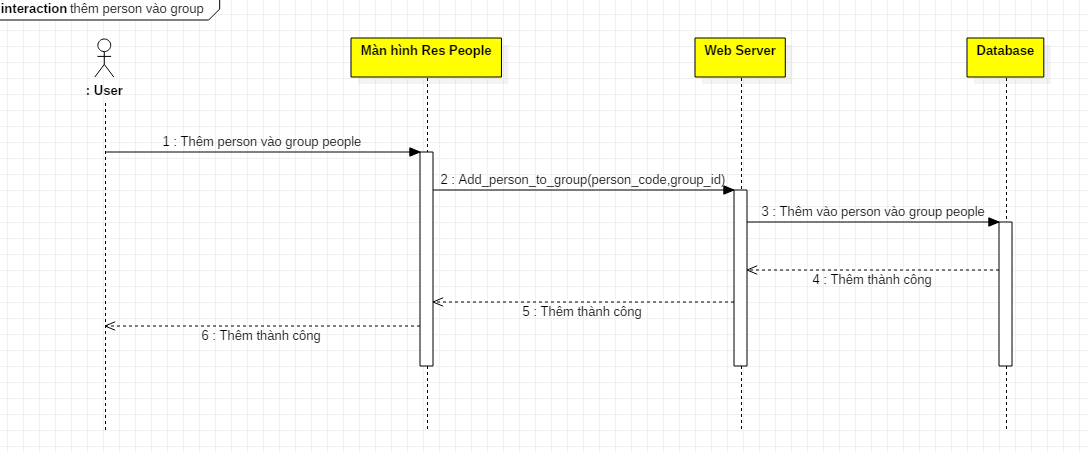 interaction thêm person vào group
: User
Màn hình Res People
Web Server
Database
1 : Thêm person vào group people
2 : Add_person_to_group(person_code,group_id)
3 : Thêm vào person vào group people
4 : Thêm thành công
5 : Thêm thành công
6 : Thêm thành công